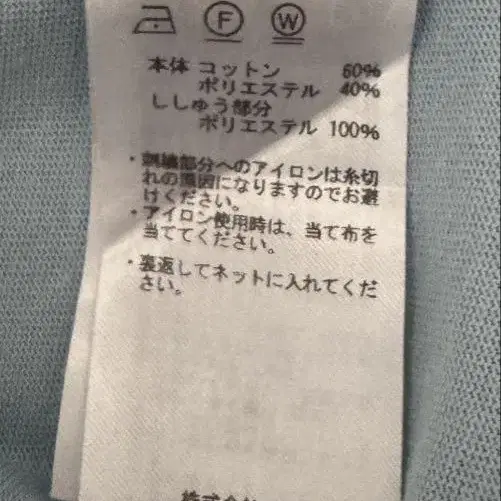 F W
本体 コットン 60%
ポリエステル 40%
ししゅう部分
ポリエステル 100%
・刺繍部分へのアイロンは糸切
れの原因になりますのでお避
けください。
・アイロン使用時は、当て布を
当ててください。
・裏返してネットに入れてくだ
さい。
株式会社